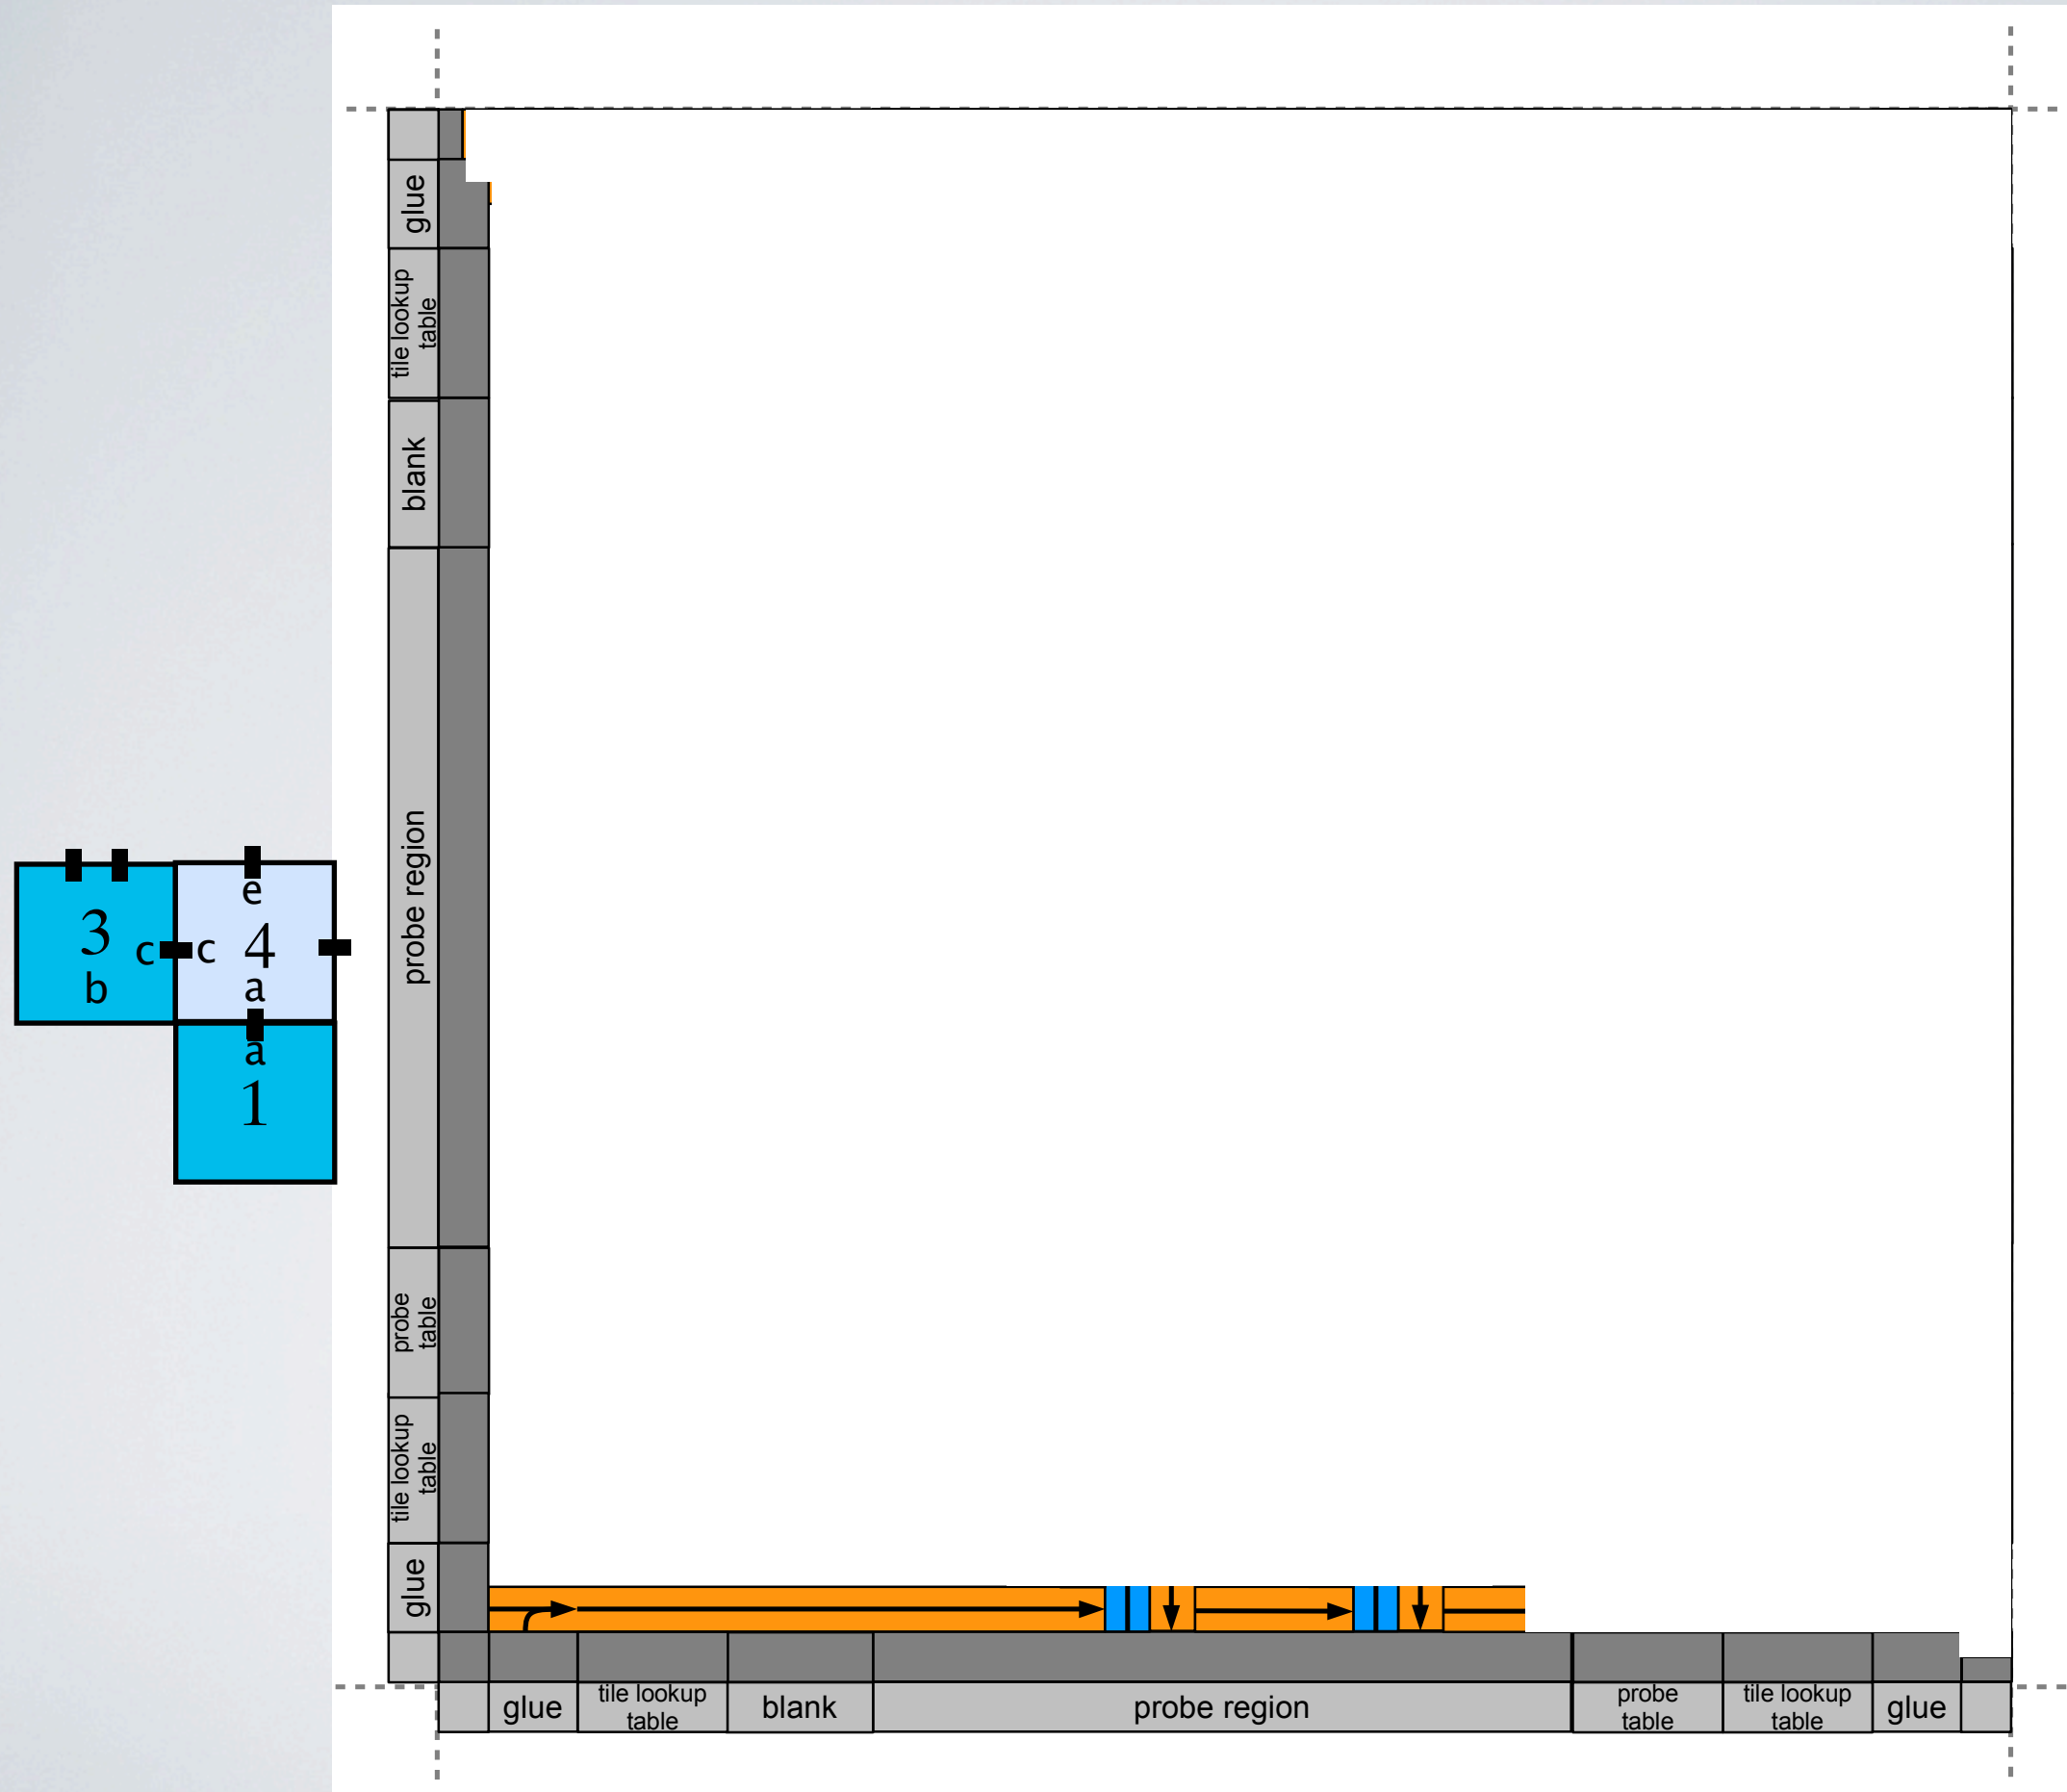 glue
tile lookup
table
blank
probe region
probe
table
tile lookup
table
glue
e
3 c c 4
b a
a
1
glue
tile lookup
table
blank
probe region
probe
table
tile lookup
table
glue